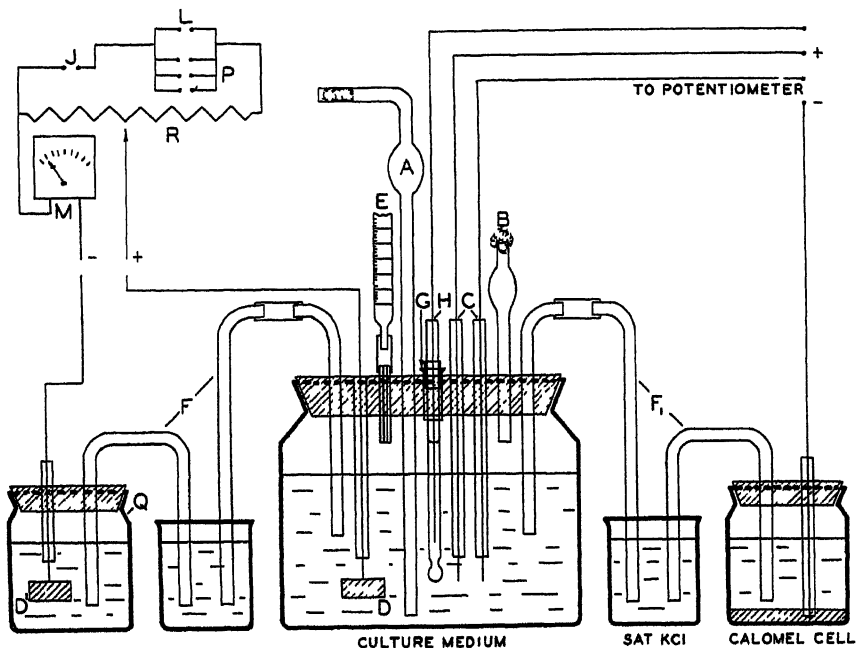 L
J
P
+
TO POTENTIOMETER
-
R
A
M
E
B
- +
G H C
F
F1
Q
D'
D
CULTURE MEDIUM
SAT KCl
CALOMEL CELL